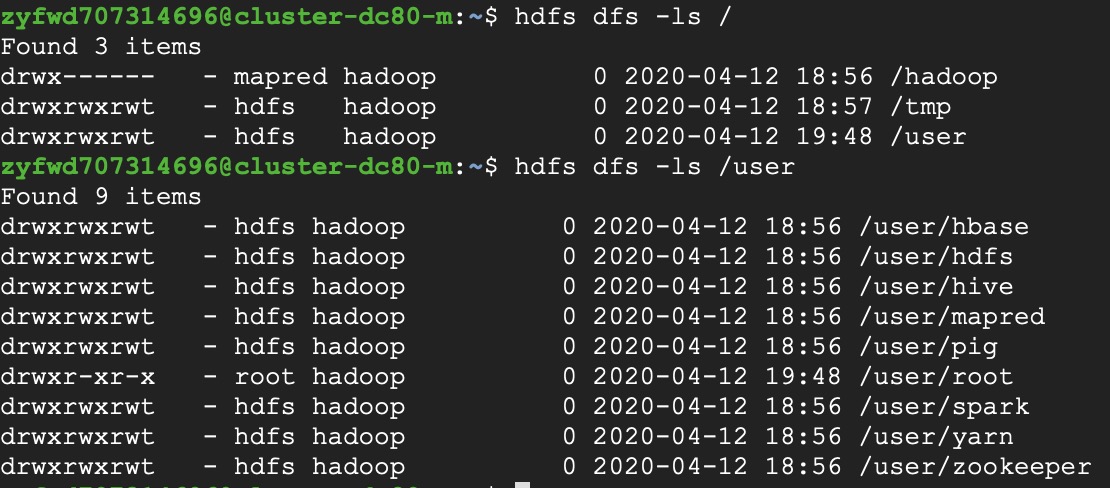 zyfwd707314696@cluster-dc80-m:~$ hdfs dfs -ls /
Found 3 items
drwx------   - mapred hadoop          0 2020-04-12 18:56 /hadoop
drwxrwxrwt   - hdfs   hadoop          0 2020-04-12 18:57 /tmp
drwxrwxrwt   - hdfs   hadoop          0 2020-04-12 19:48 /user
zyfwd707314696@cluster-dc80-m:~$ hdfs dfs -ls /user
Found 9 items
drwxrwxrwt   - hdfs hadoop          0 2020-04-12 18:56 /user/hbase
drwxrwxrwt   - hdfs hadoop          0 2020-04-12 18:56 /user/hdfs
drwxrwxrwt   - hdfs hadoop          0 2020-04-12 18:56 /user/hive
drwxrwxrwt   - hdfs hadoop          0 2020-04-12 18:56 /user/mapred
drwxrwxrwt   - hdfs hadoop          0 2020-04-12 18:56 /user/pig
drwxr-xr-x   - root hadoop          0 2020-04-12 19:48 /user/root
drwxrwxrwt   - hdfs hadoop          0 2020-04-12 18:56 /user/spark
drwxrwxrwt   - hdfs hadoop          0 2020-04-12 18:56 /user/yarn
drwxrwxrwt   - hdfs hadoop          0 2020-04-12 18:56 /user/zookeeper